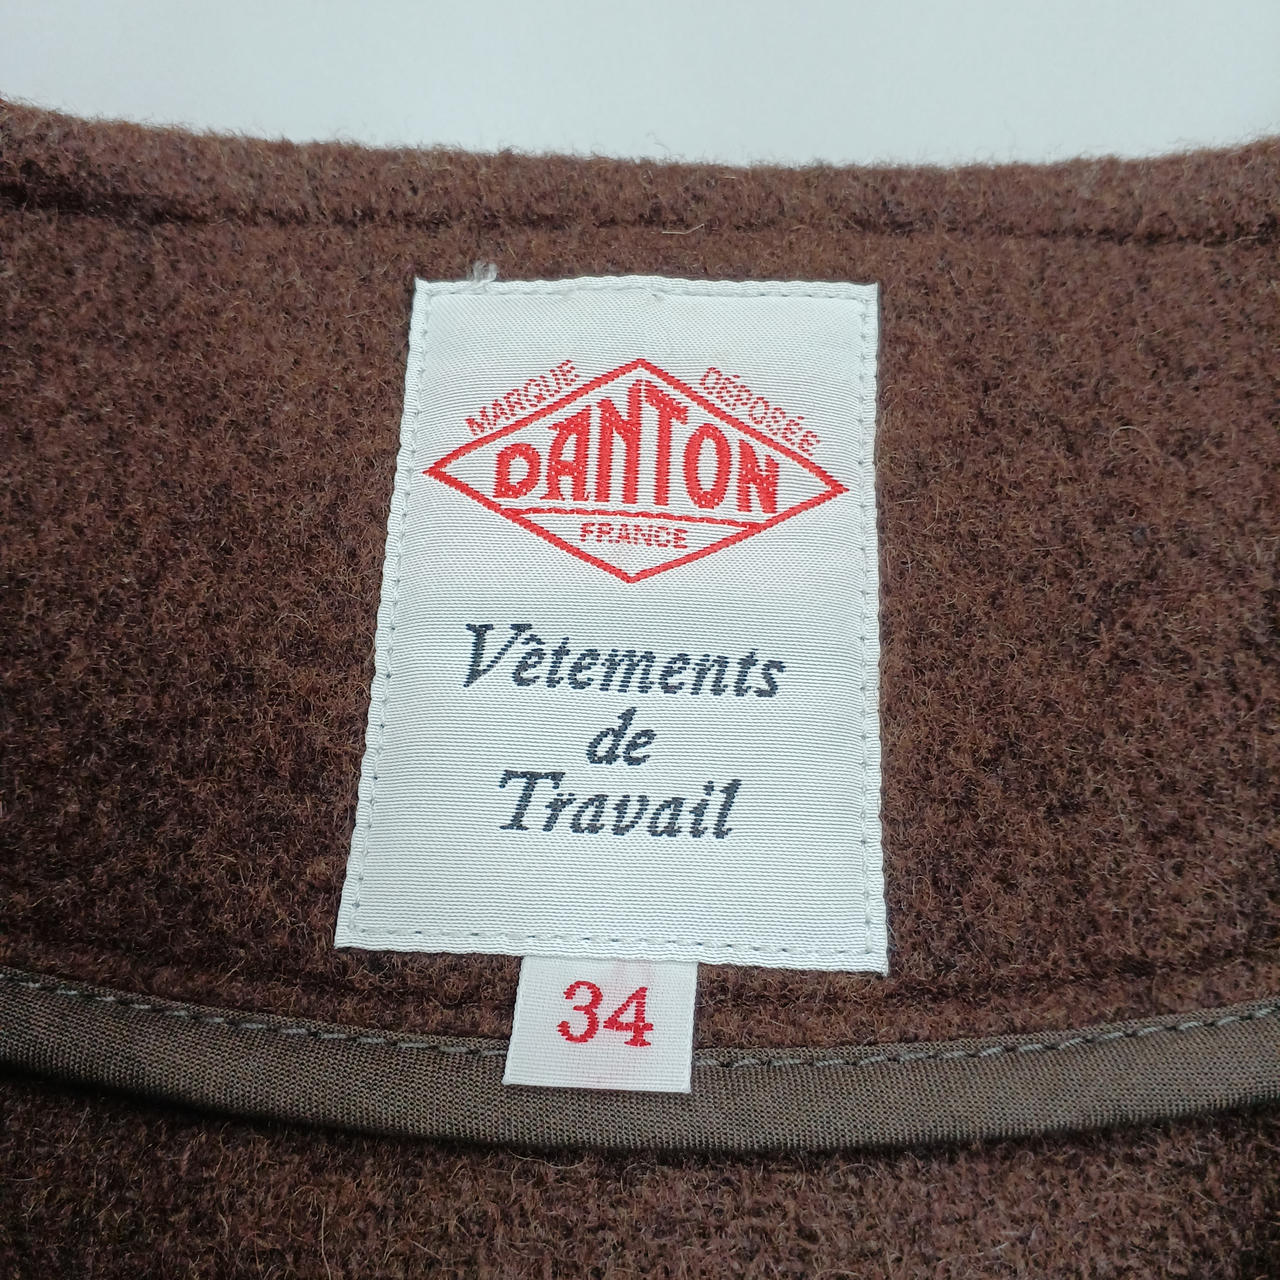 MARQUE DÉPOSÉE
DANTON
FRANCE
Vêtements
de
Travail
34